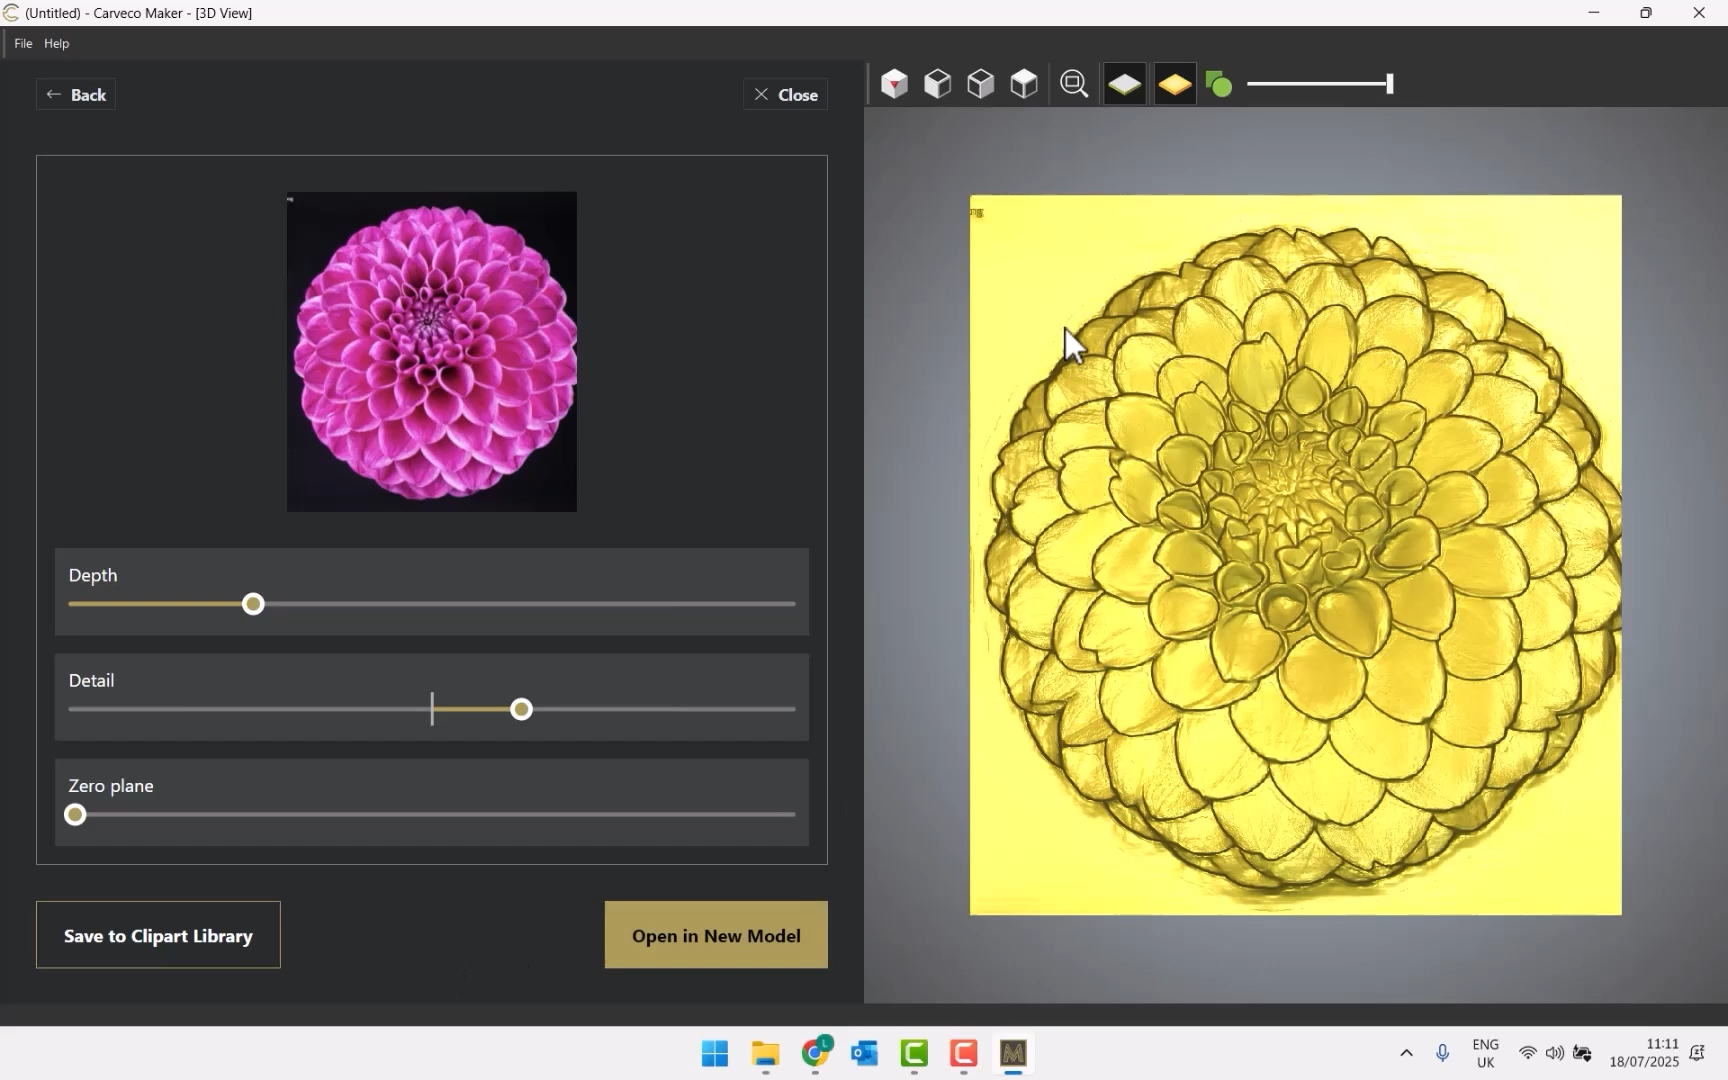 (Untitled) - Carveco Maker - [3D View]
File Help
Back
Close
Depth
Detail
Zero plane
Save to Clipart Library
Open in New Model
ENG
UK
11:11
18/07/2025